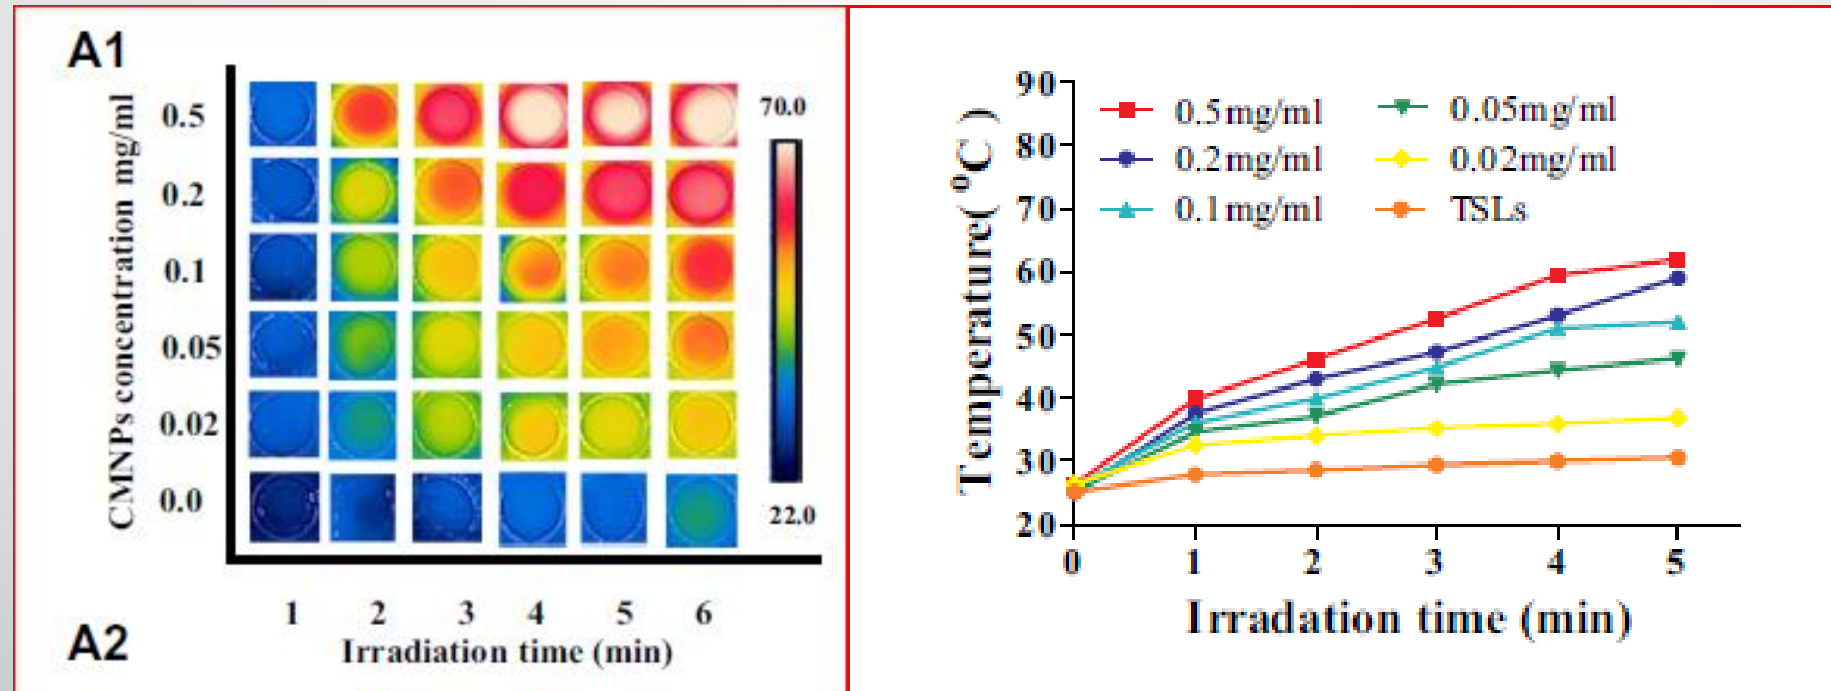 A1
CMNPs concentration mg/ml
0.5
0.2
0.1
0.05
0.02
0.0
70.0
22.0
1 2 3 4 5 6
Irradiation time (min)
A2
Temperature( °C )
90
80
70
60
50
40
30
20
0.5mg/ml
0.2mg/ml
0.1mg/ml
0.05mg/ml
0.02mg/ml
TSLs
0 1 2 3 4 5
Irradation time (min)